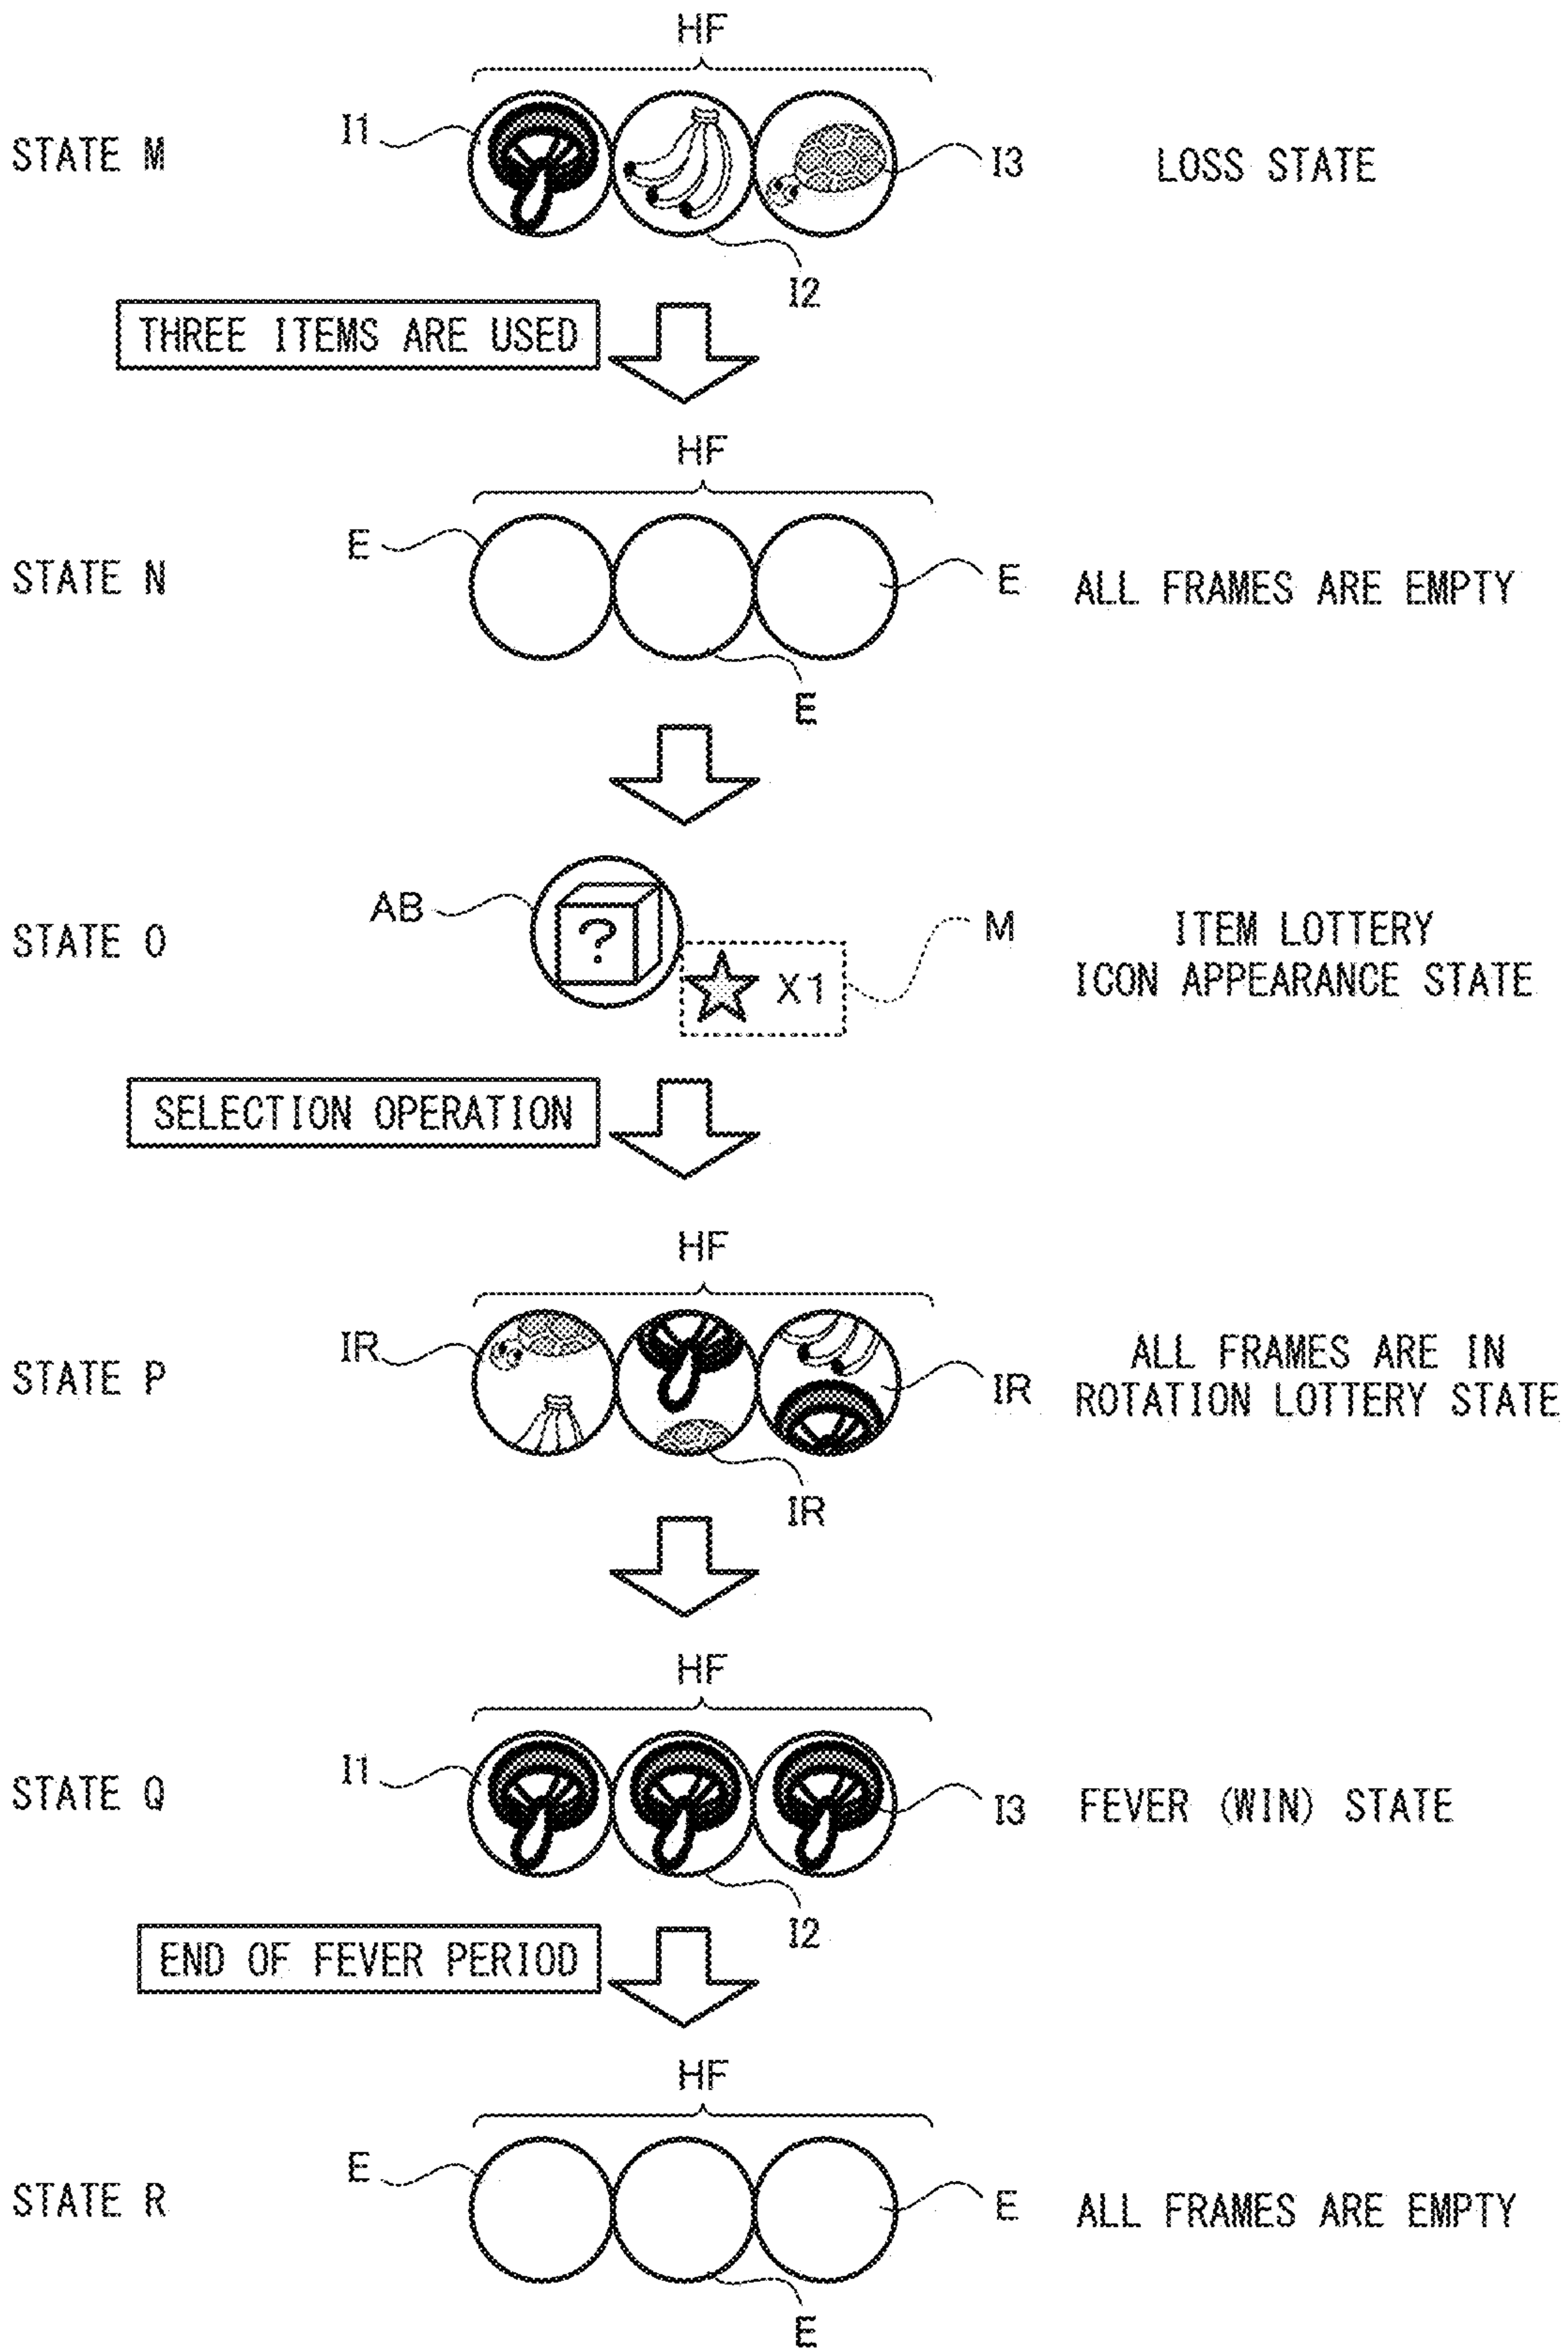 HF
I1
STATE M
I3
LOSS STATE
I2
THREE ITEMS ARE USED
HF
E
STATE N
E
ALL FRAMES ARE EMPTY
E
AB
?
M
STATE O
ITEM LOTTERY
X1
ICON APPEARANCE STATE
SELECTION OPERATION
HF
IR
STATE P
IR
ALL FRAMES ARE IN
ROTATION LOTTERY STATE
IR
HF
I1
STATE Q
I3
FEVER (WIN) STATE
I2
END OF FEVER PERIOD
HF
E
STATE R
E
ALL FRAMES ARE EMPTY
E